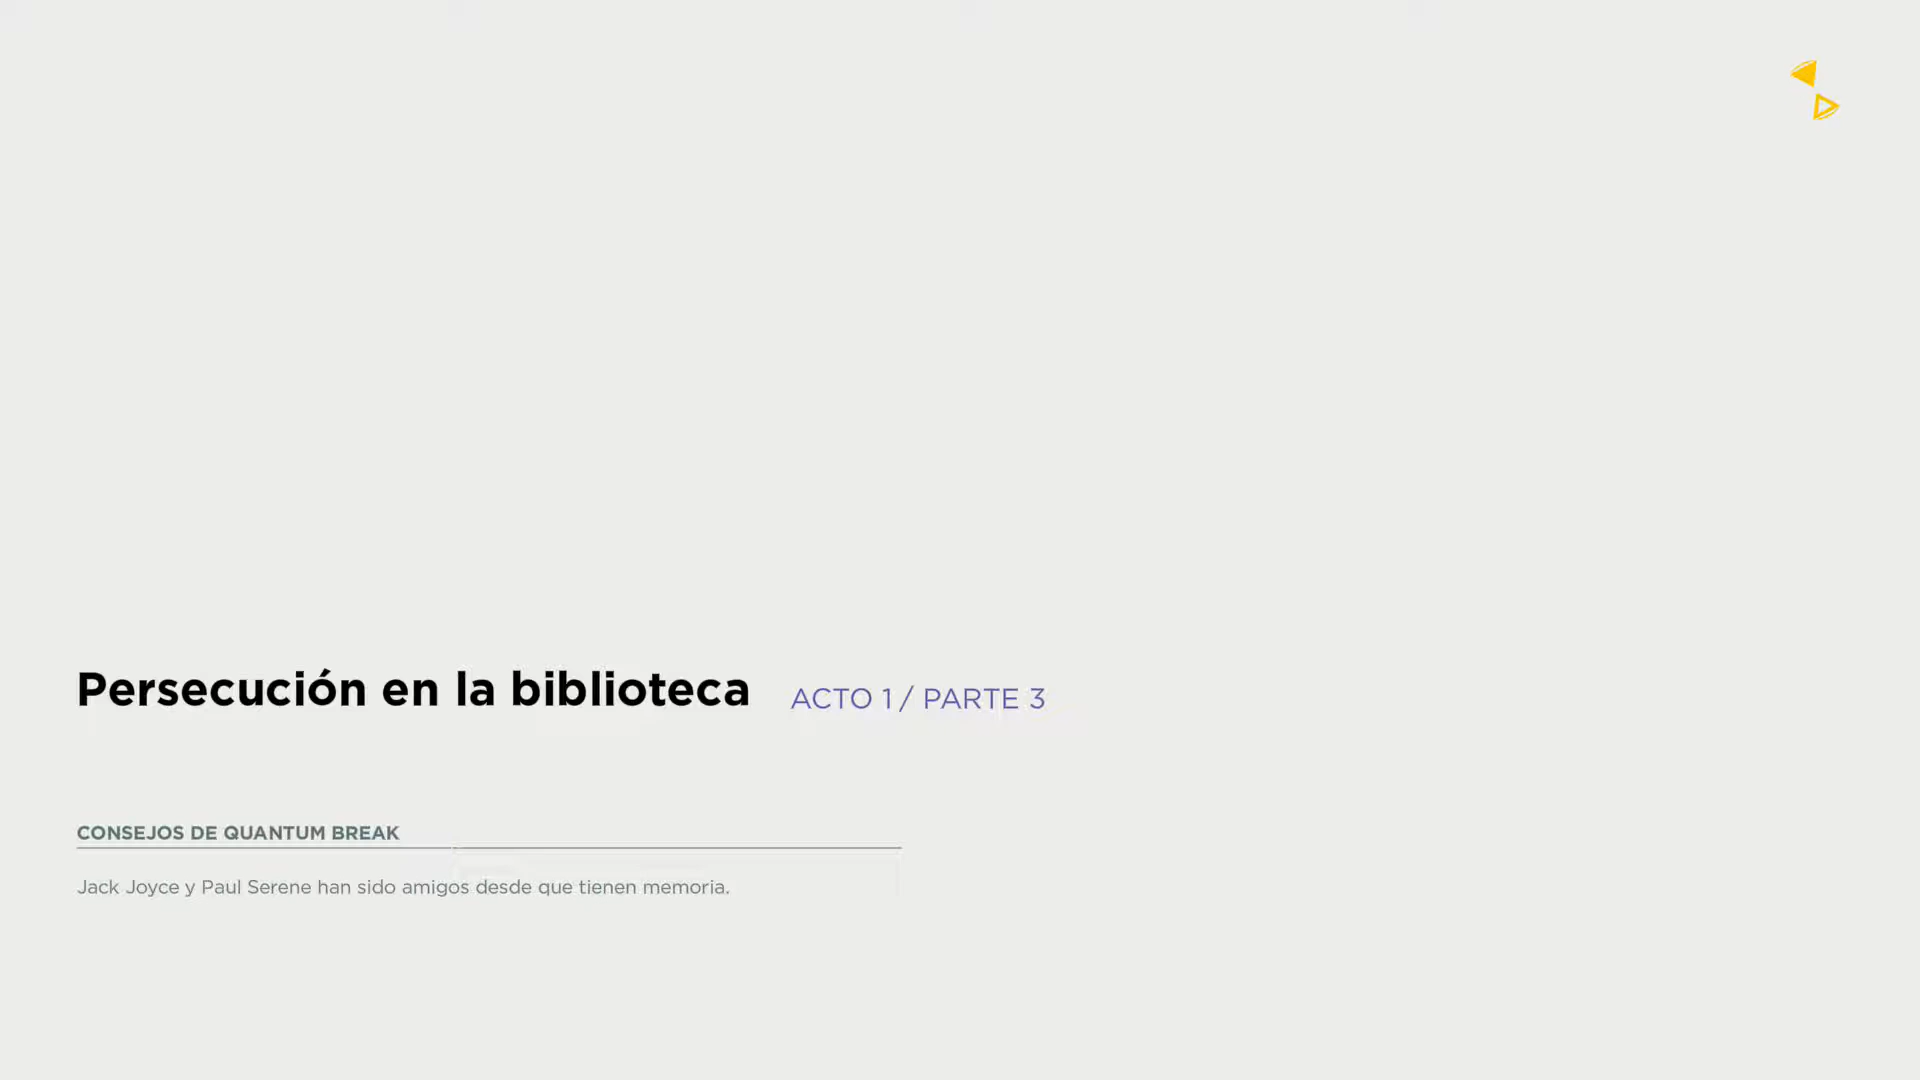 Persecución en la biblioteca ACTO 1 / PARTE 3
CONSEJOS DE QUANTUM BREAK
Jack Joyce y Paul Serene han sido amigos desde que tienen memoria.